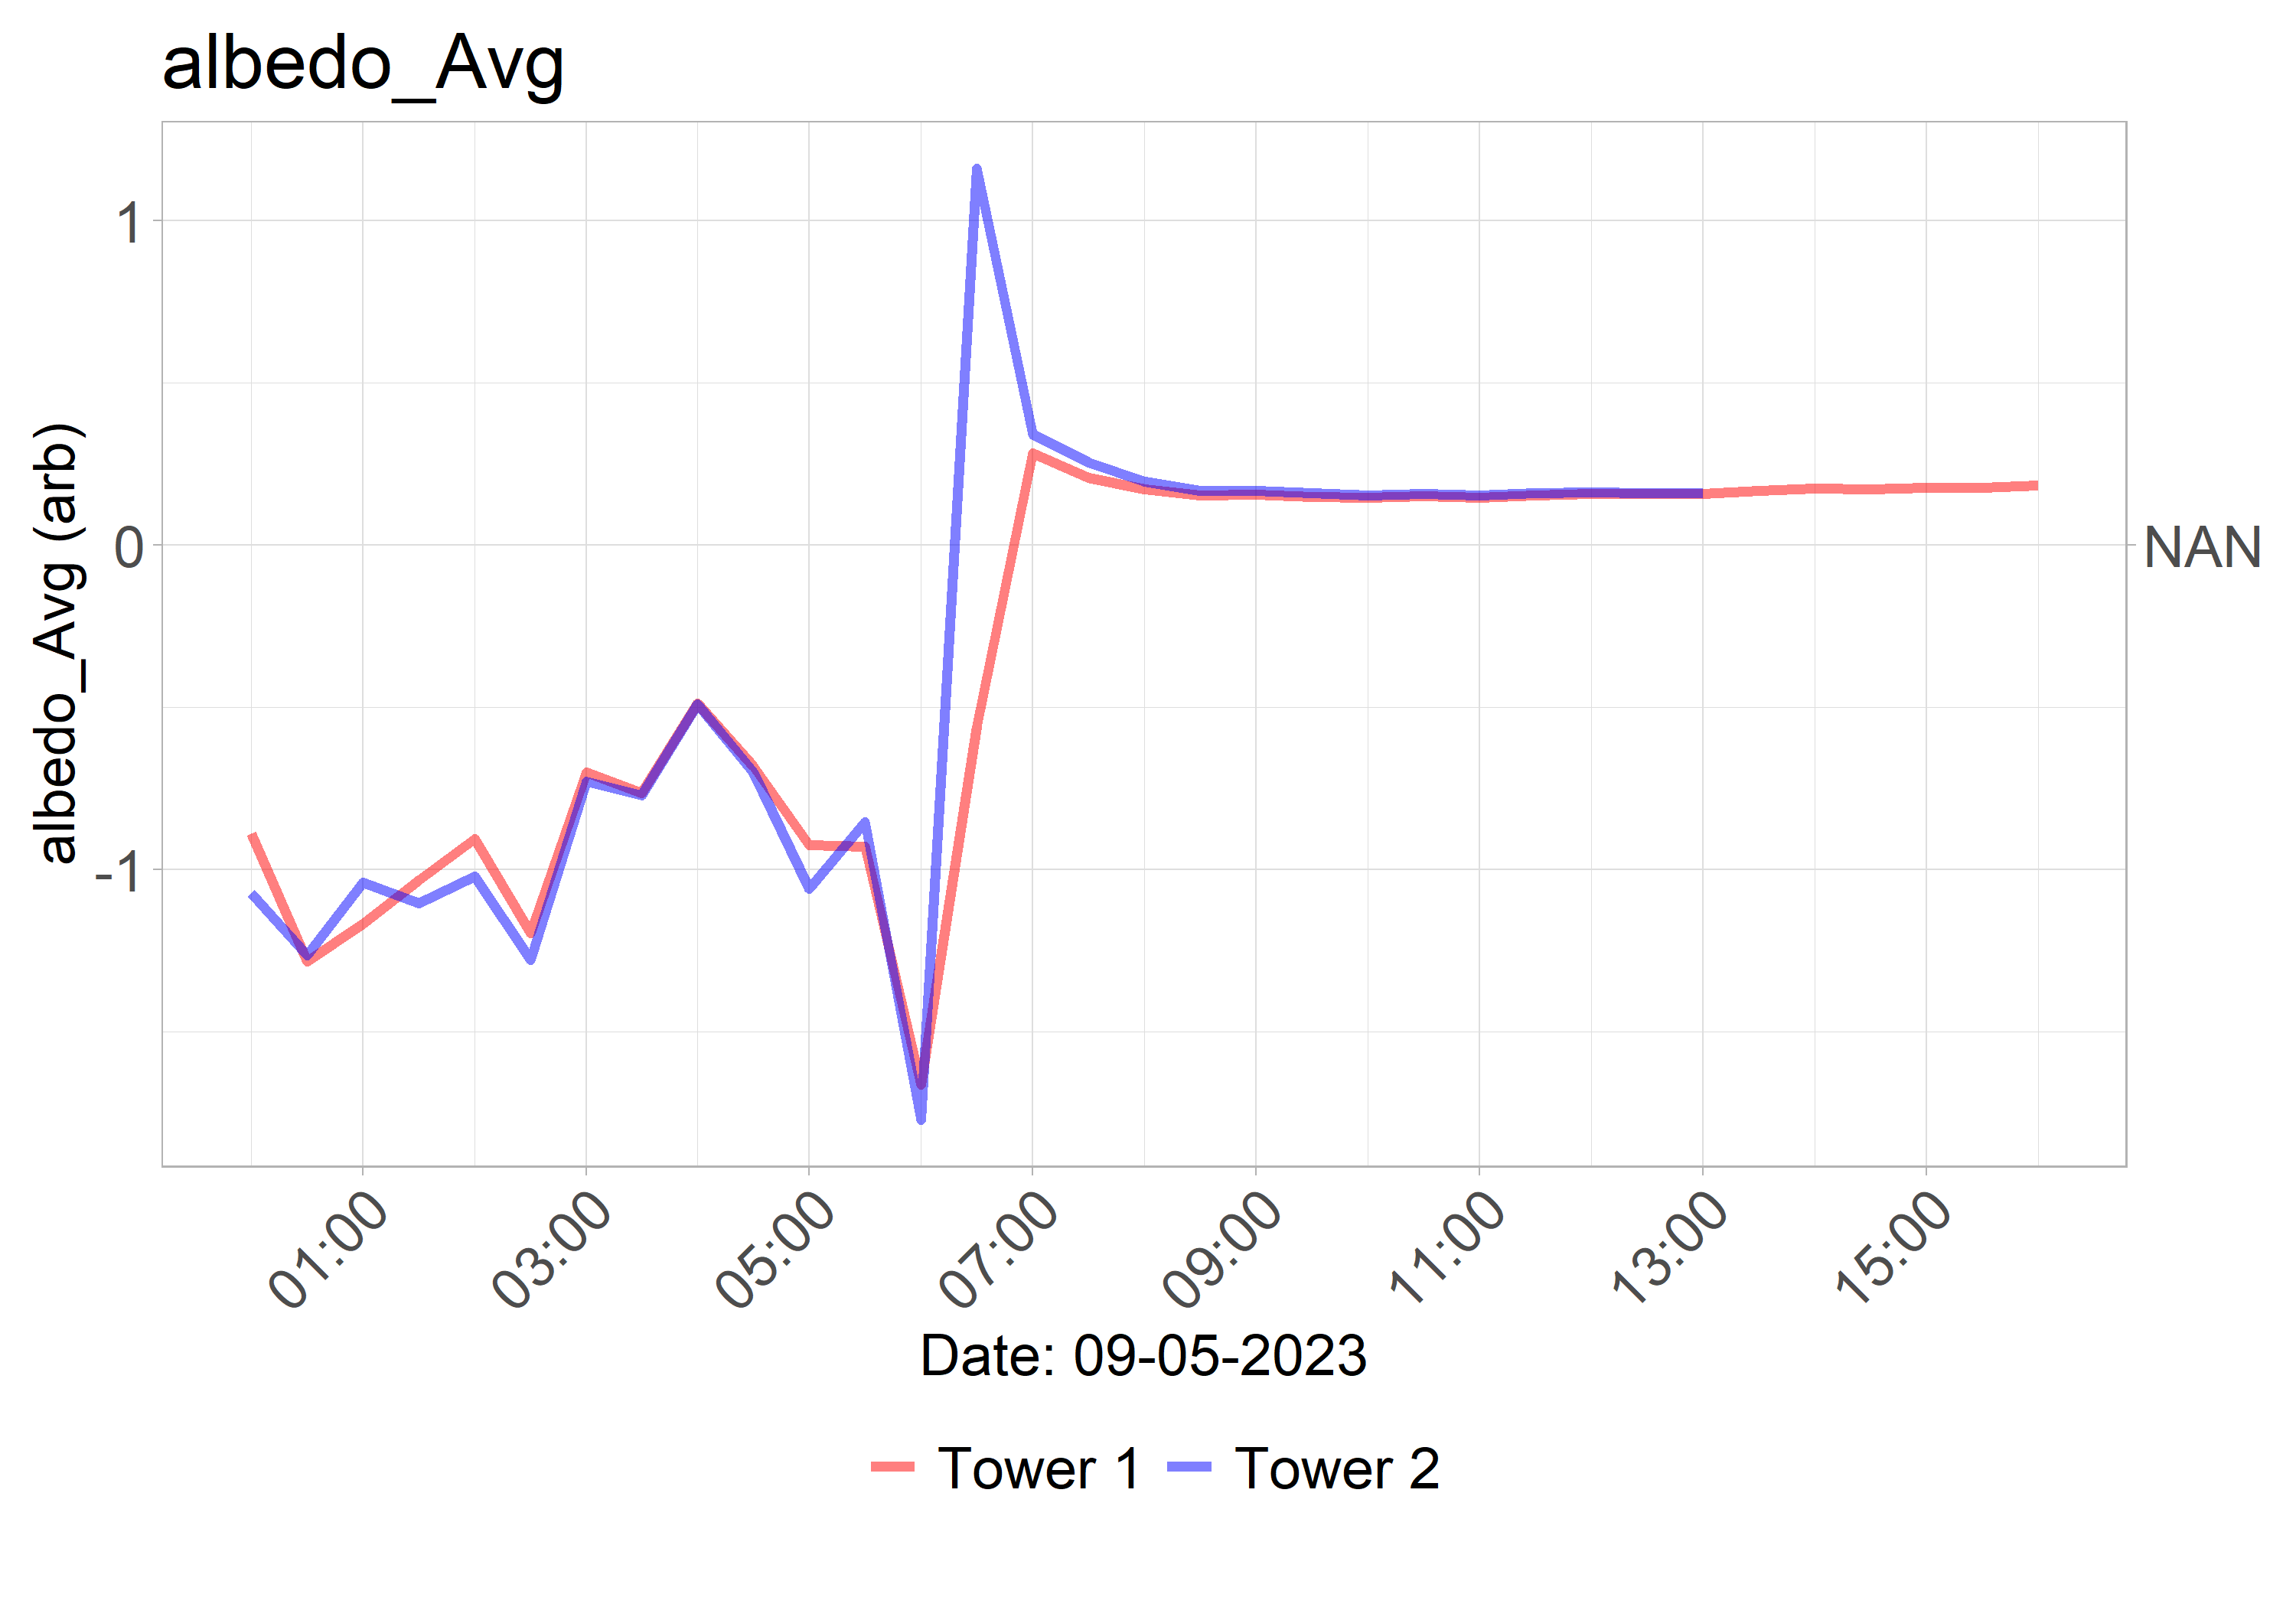 albedo_Avg
albedo_Avg (arb)
1
0
-1
NAN
01:00
03:00
05:00
07:00
09:00
11:00
13:00
15:00
Date: 09-05-2023
Tower 1
Tower 2